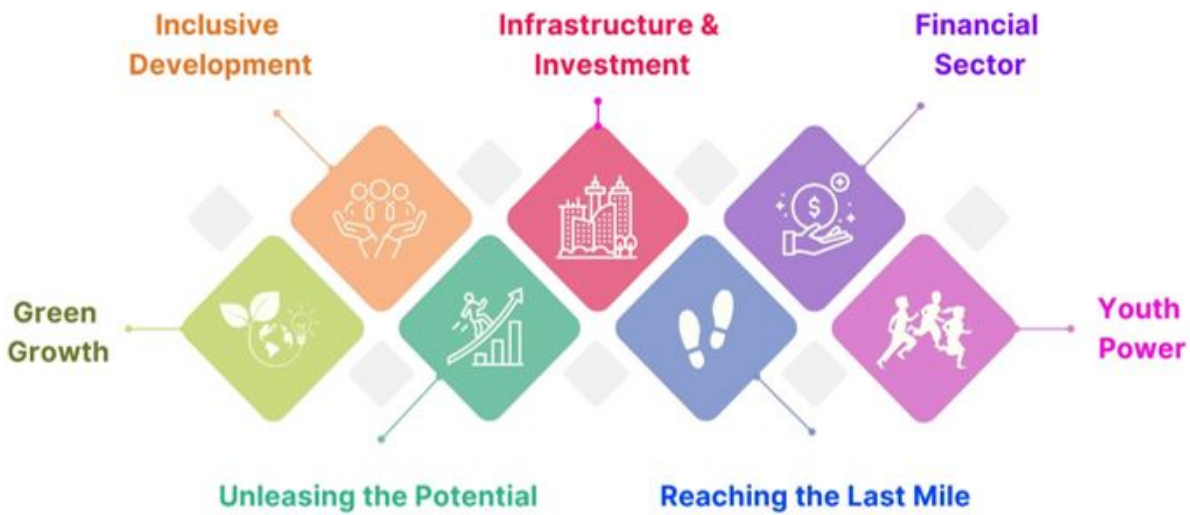 Inclusive
Development
Infrastructure &
Investment
Financial
Sector
Green
Growth
$
Youth
Power
Unleasing the Potential
Reaching the Last Mile